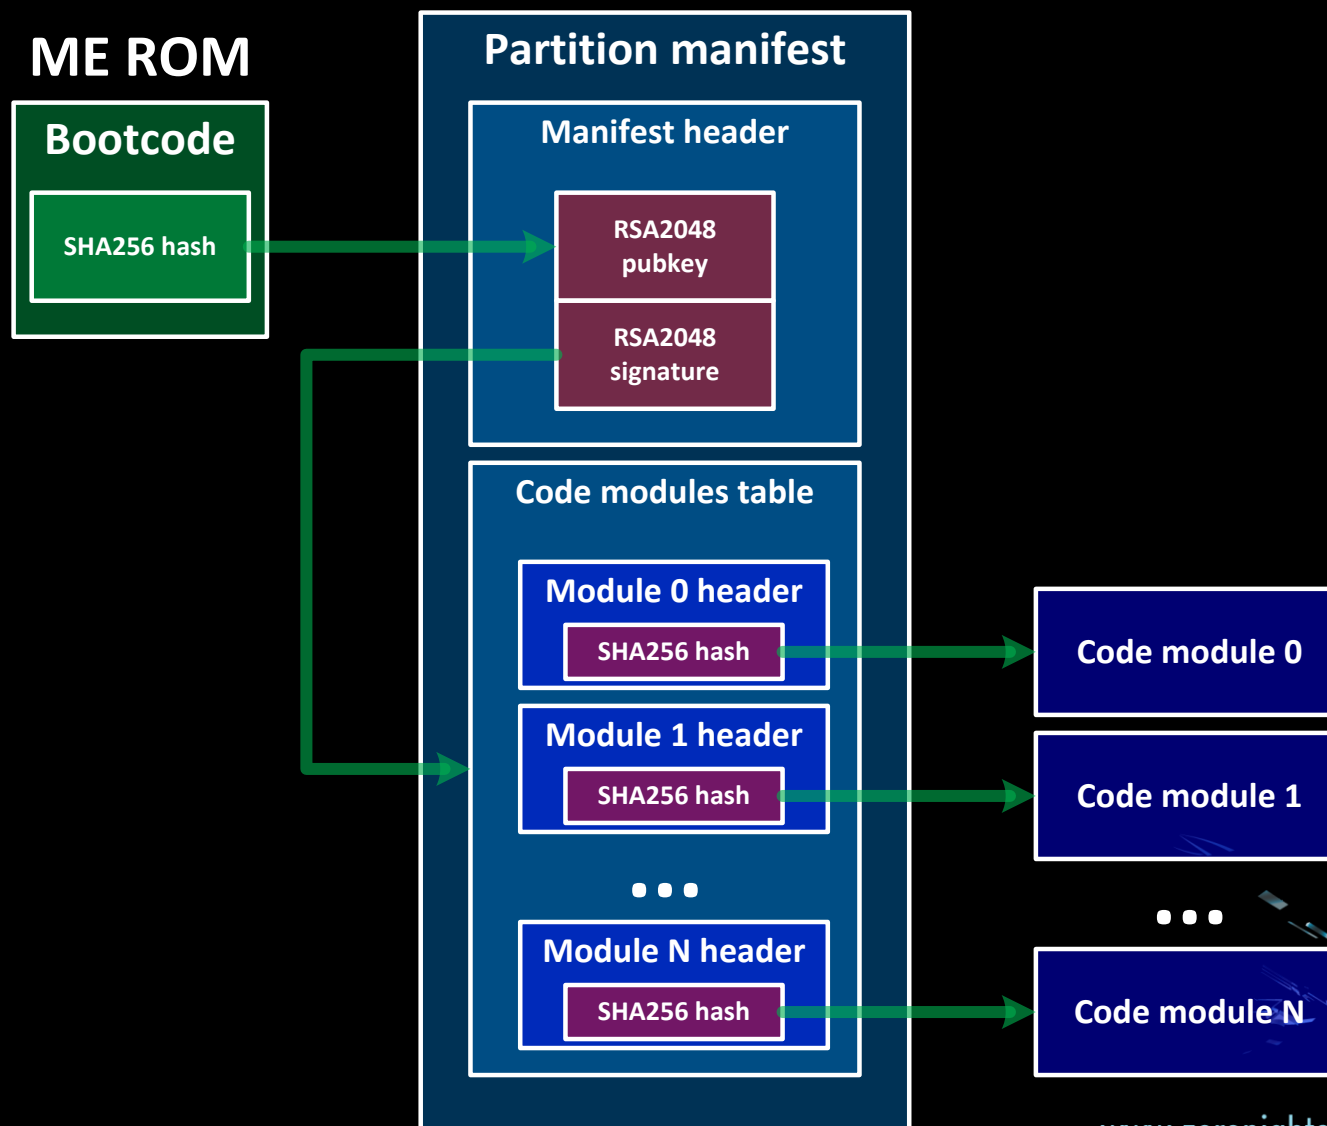 ME ROM
Bootcode
SHA256 hash
Partition manifest
Manifest header
RSA2048
pubkey
RSA2048
signature
Code modules table
Module 0 header
SHA256 hash
Module 1 header
SHA256 hash
...
Module N header
SHA256 hash
Code module 0
Code module 1
...
Code module N